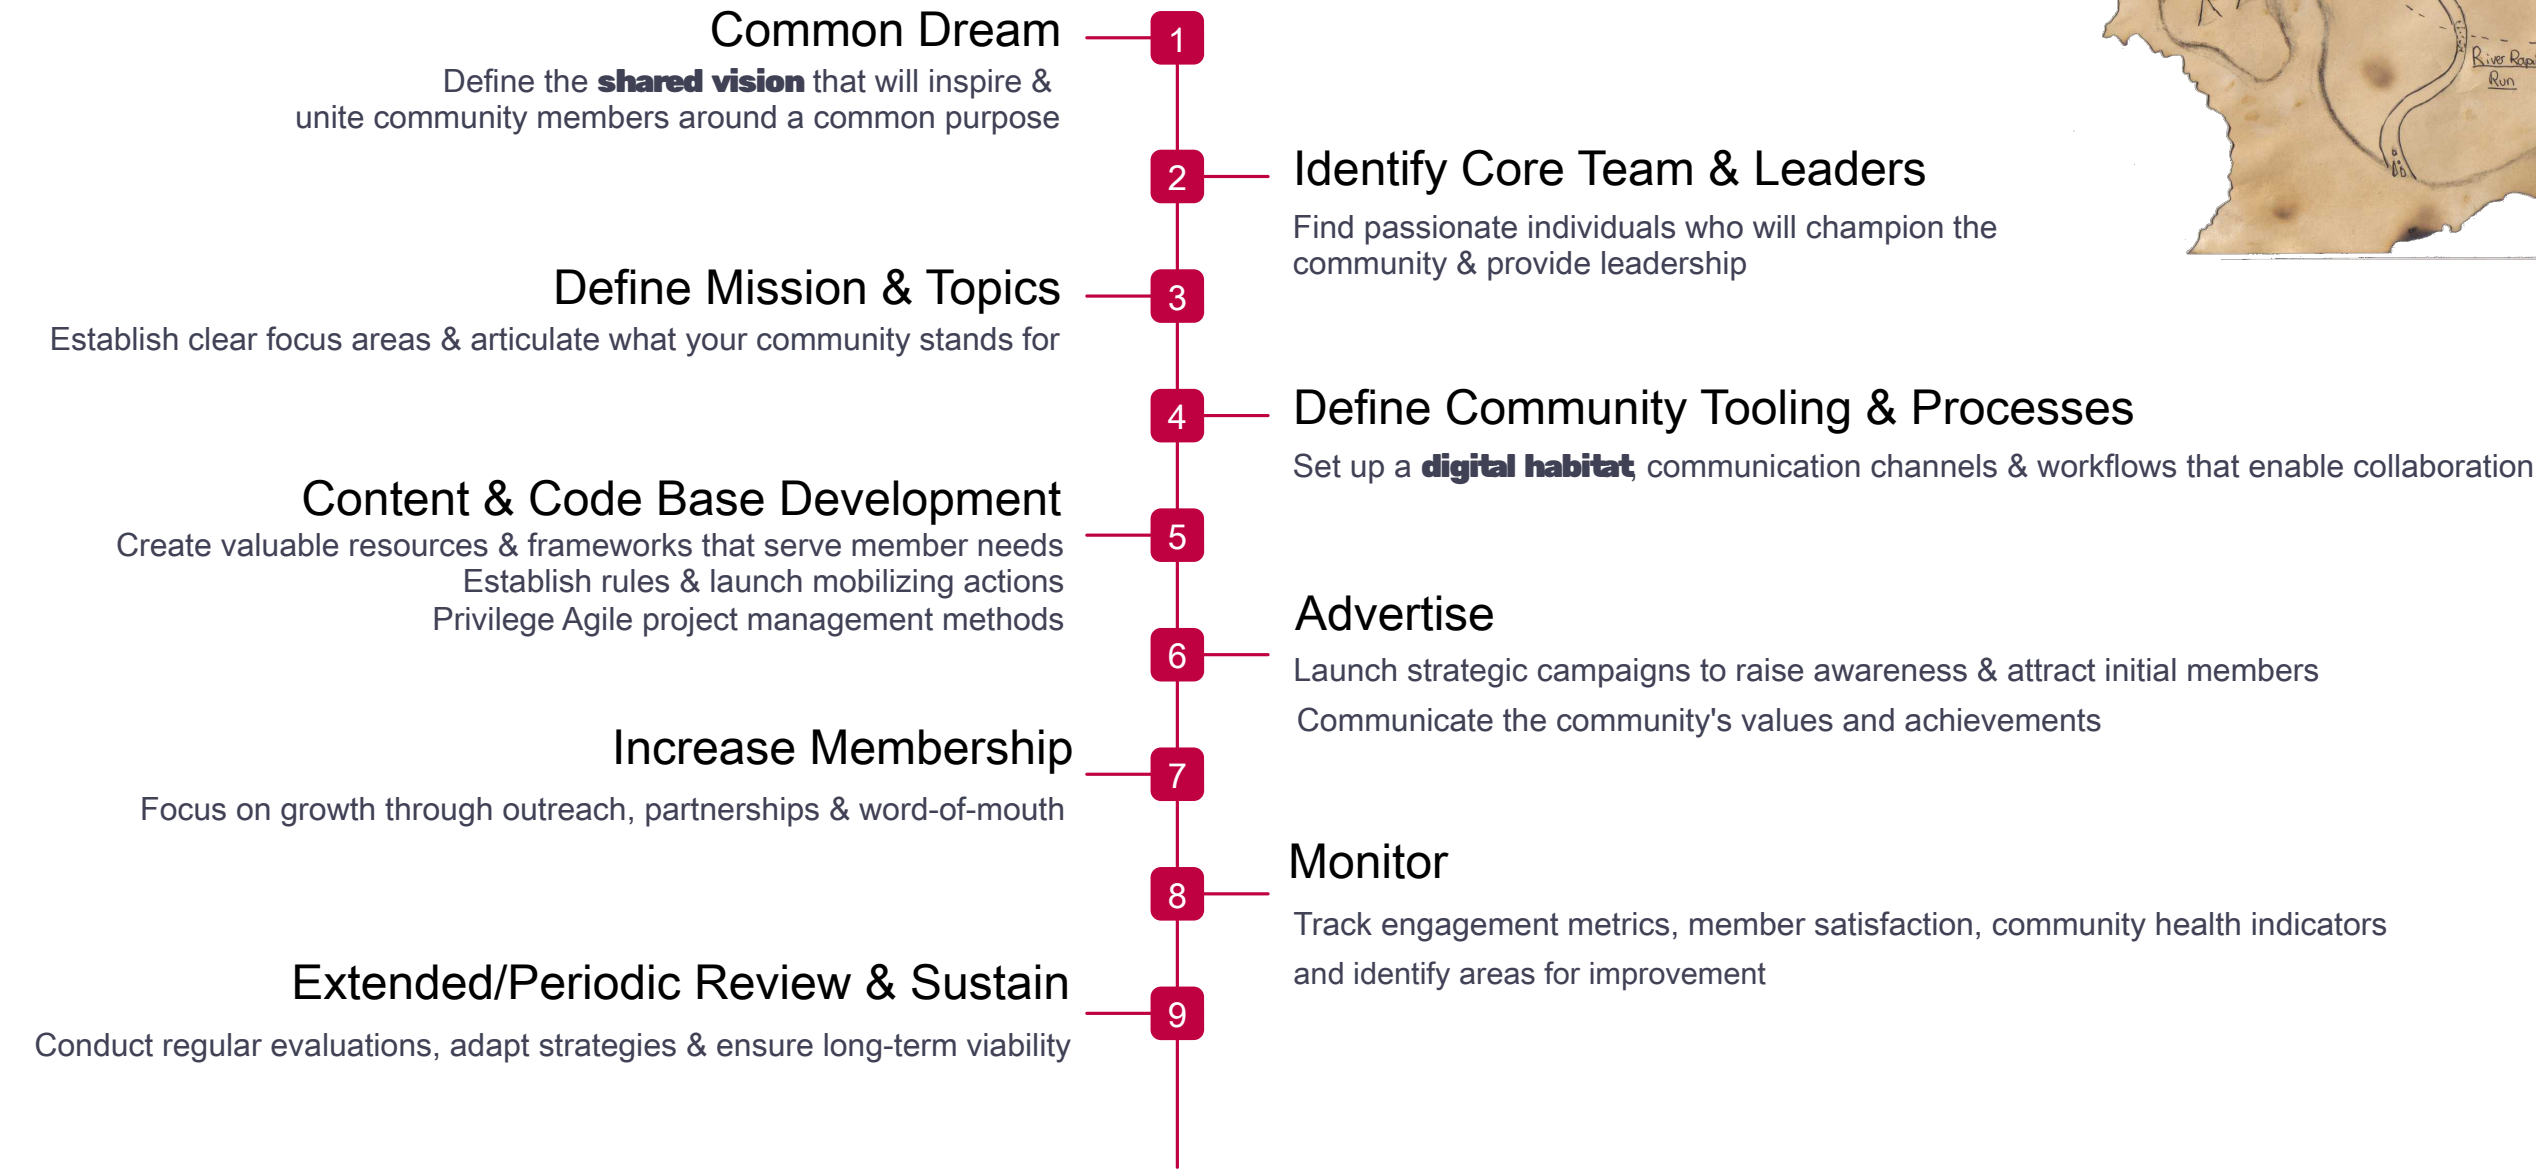 Common Dream
1
Define the shared vision that will inspire &
unite community members around a common purpose
River Rapi
Run
2
Identify Core Team & Leaders
Find passionate individuals who will champion the
community & provide leadership
Define Mission & Topics
3
Establish clear focus areas & articulate what your community stands for
4
Define Community Tooling & Processes
Set up a digital habitat, communication channels & workflows that enable collaboration
Content & Code Base Development
5
Create valuable resources & frameworks that serve member needs
Establish rules & launch mobilizing actions
Privilege Agile project management methods
6
Advertise
Launch strategic campaigns to raise awareness & attract initial members
Communicate the community's values and achievements
Increase Membership
7
Focus on growth through outreach, partnerships & word-of-mouth
8
Monitor
Track engagement metrics, member satisfaction, community health indicators
and identify areas for improvement
Extended/Periodic Review & Sustain
9
Conduct regular evaluations, adapt strategies & ensure long-term viability